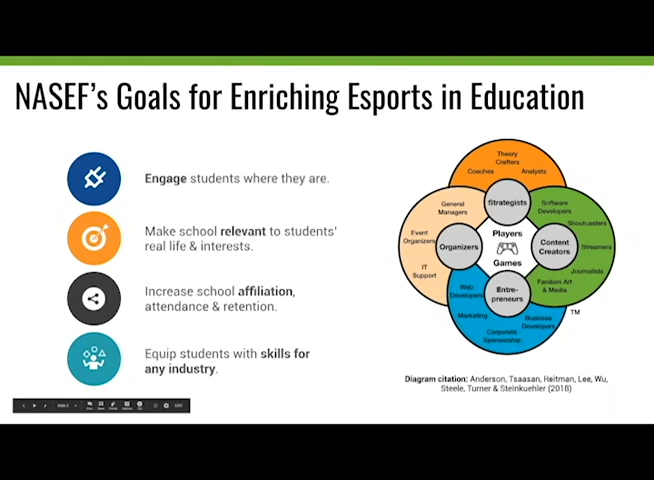 NASEF's Goals for Enriching Esports in Education
Engage students where they are.
Make school relevant to students'
real life & interests.
Increase school affiliation,
attendance & retention.
Equip students with skills for
any industry.
Theory
Crafters
Coaches
Analysts
Strategists
General
Managers
Event
Organizers
IT
Support
Organizers
Players
Games
Software
Developers
Shoutcasters
Streamers
Journalists
Fandom Art
& Media
Content
Creators
Entre-
preneurs
Web
Developers
Marketing
Corporate
Sponsorship
Business
Developers
TM
Diagram citation: Anderson, Tsaasan, Reitman, Lee, Wu,
Steele, Turner & Steinkuehler (2018)